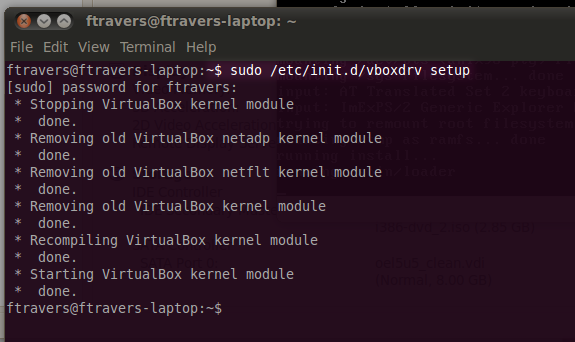 ftravers@ftravers-laptop: ~
File Edit View Terminal Help
ftravers@ftravers-laptop:~$ sudo /etc/init.d/vboxdrv setup
[sudo] password for ftravers:
* Stopping VirtualBox kernel module
* done.
* Removing old VirtualBox netadp kernel module
* done.
* Removing old VirtualBox netflt kernel module
* done.
* Removing old VirtualBox kernel module
* done.
* Recompiling VirtualBox kernel module
* done.
* Starting VirtualBox kernel module
* done.
ftravers@ftravers-laptop:~$